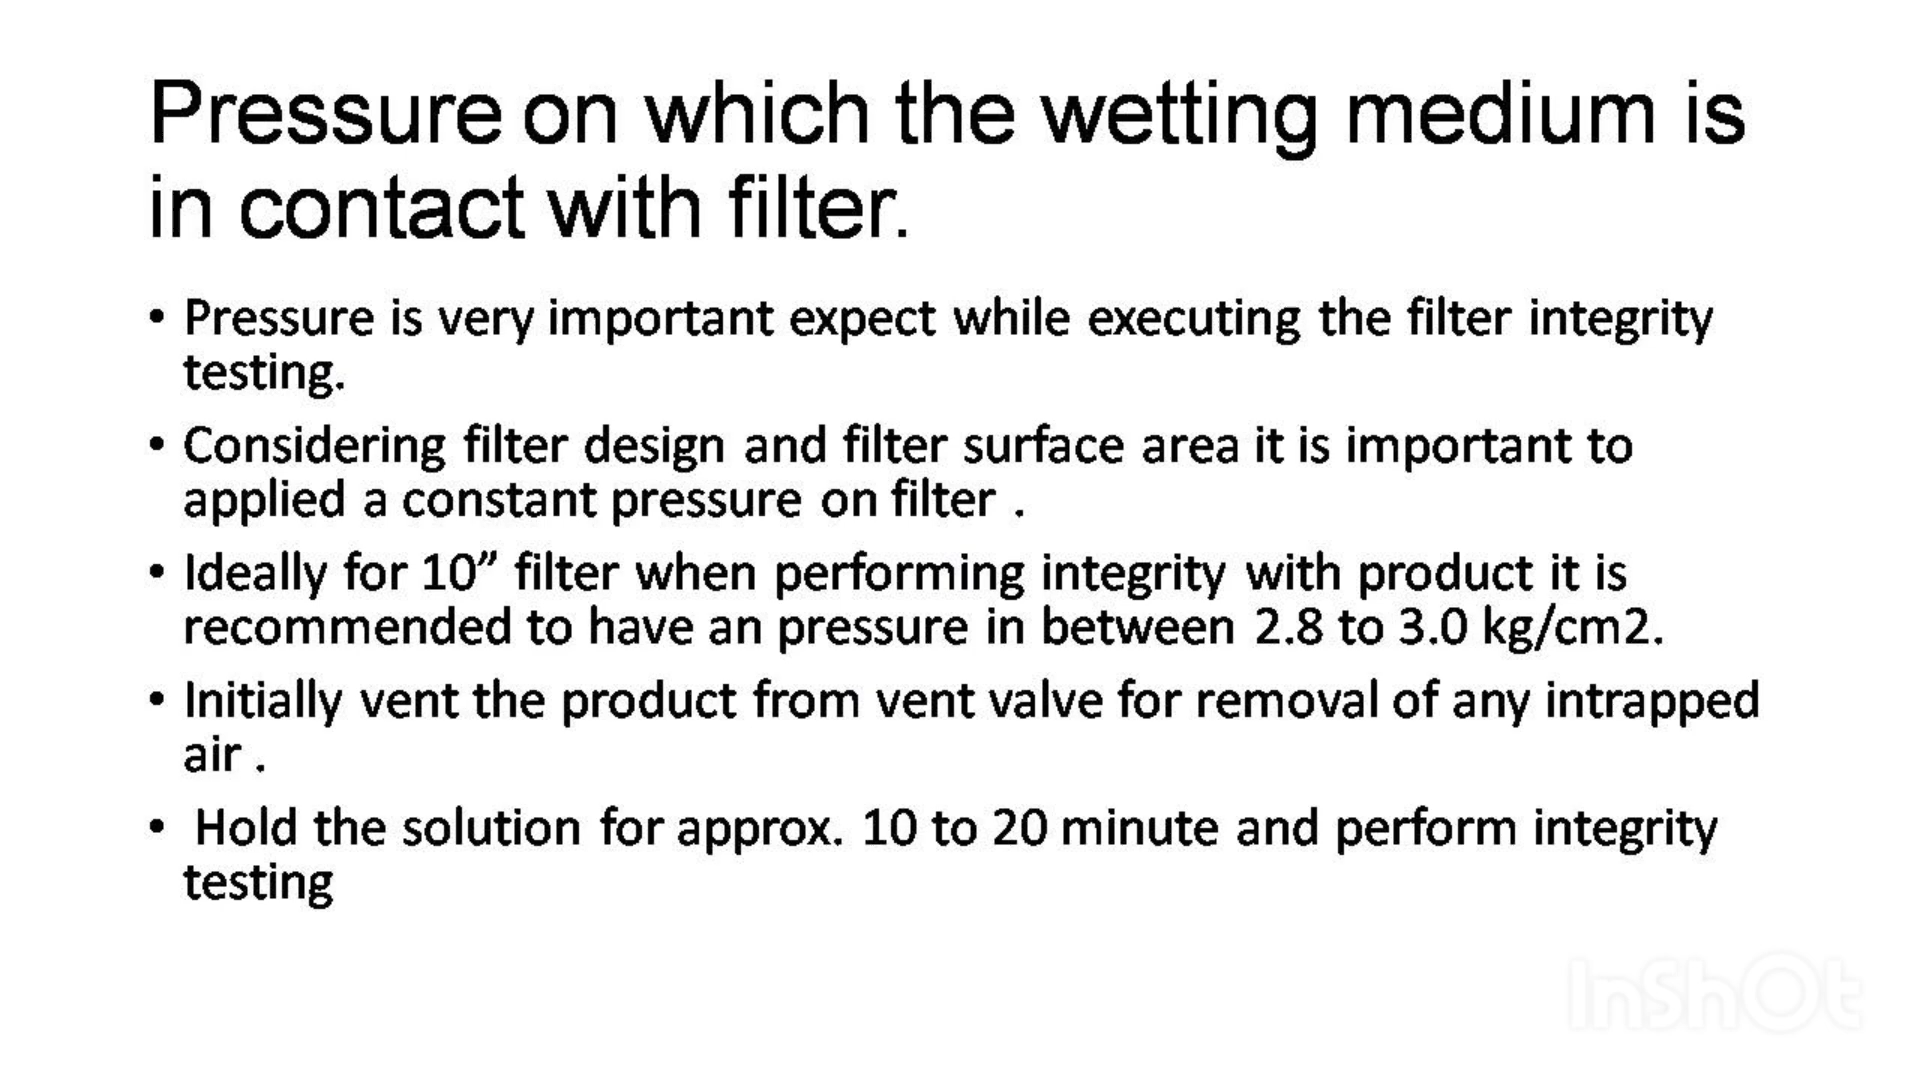 Pressure on which the wetting medium is
in contact with filter.
• Pressure is very important expect while executing the filter integrity
testing.
• Considering filter design and filter surface area it is important to
applied a constant pressure on filter .
• Ideally for 10” filter when performing integrity with product it is
recommended to have an pressure in between 2.8 to 3.0 kg/cm2.
• Initially vent the product from vent valve for removal of any intrapped
air .
• Hold the solution for approx. 10 to 20 minute and perform integrity
testing
InShOt